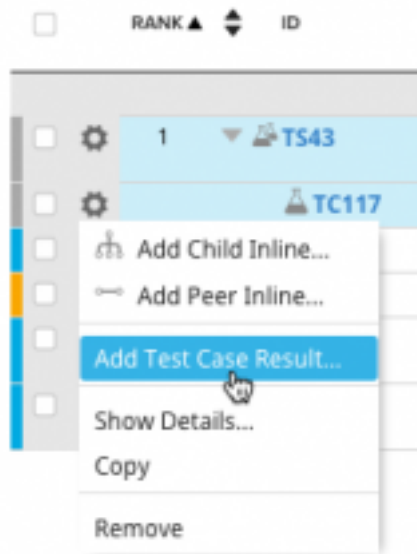 RANK ID
1 TS43
TC117
Add Child Inline...
Add Peer Inline...
Add Test Case Result...
Show Details...
Copy
Remove